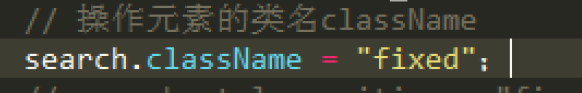 // 操作元素的类名className
search.className = "fixed";